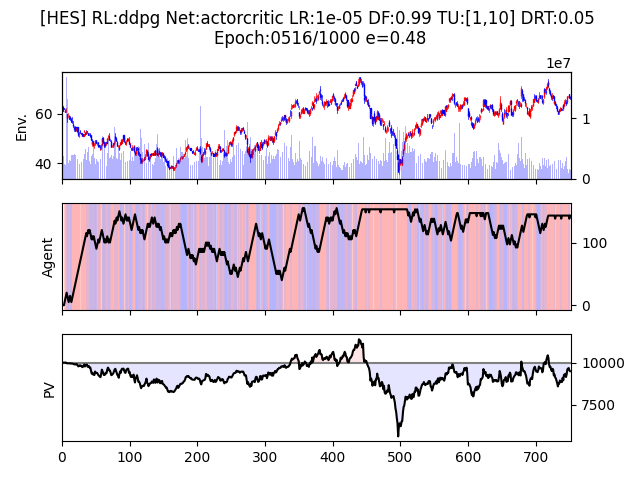 [HES] RL:ddpg Net:actorcritic LR:1e-05 DF:0.99 TU:[1,10] DRT:0.05
Epoch:0516/1000 e=0.48
1e7
Env.
60
40
1
0
Agent
100
0
PV
10000
7500
0 100 200 300 400 500 600 700